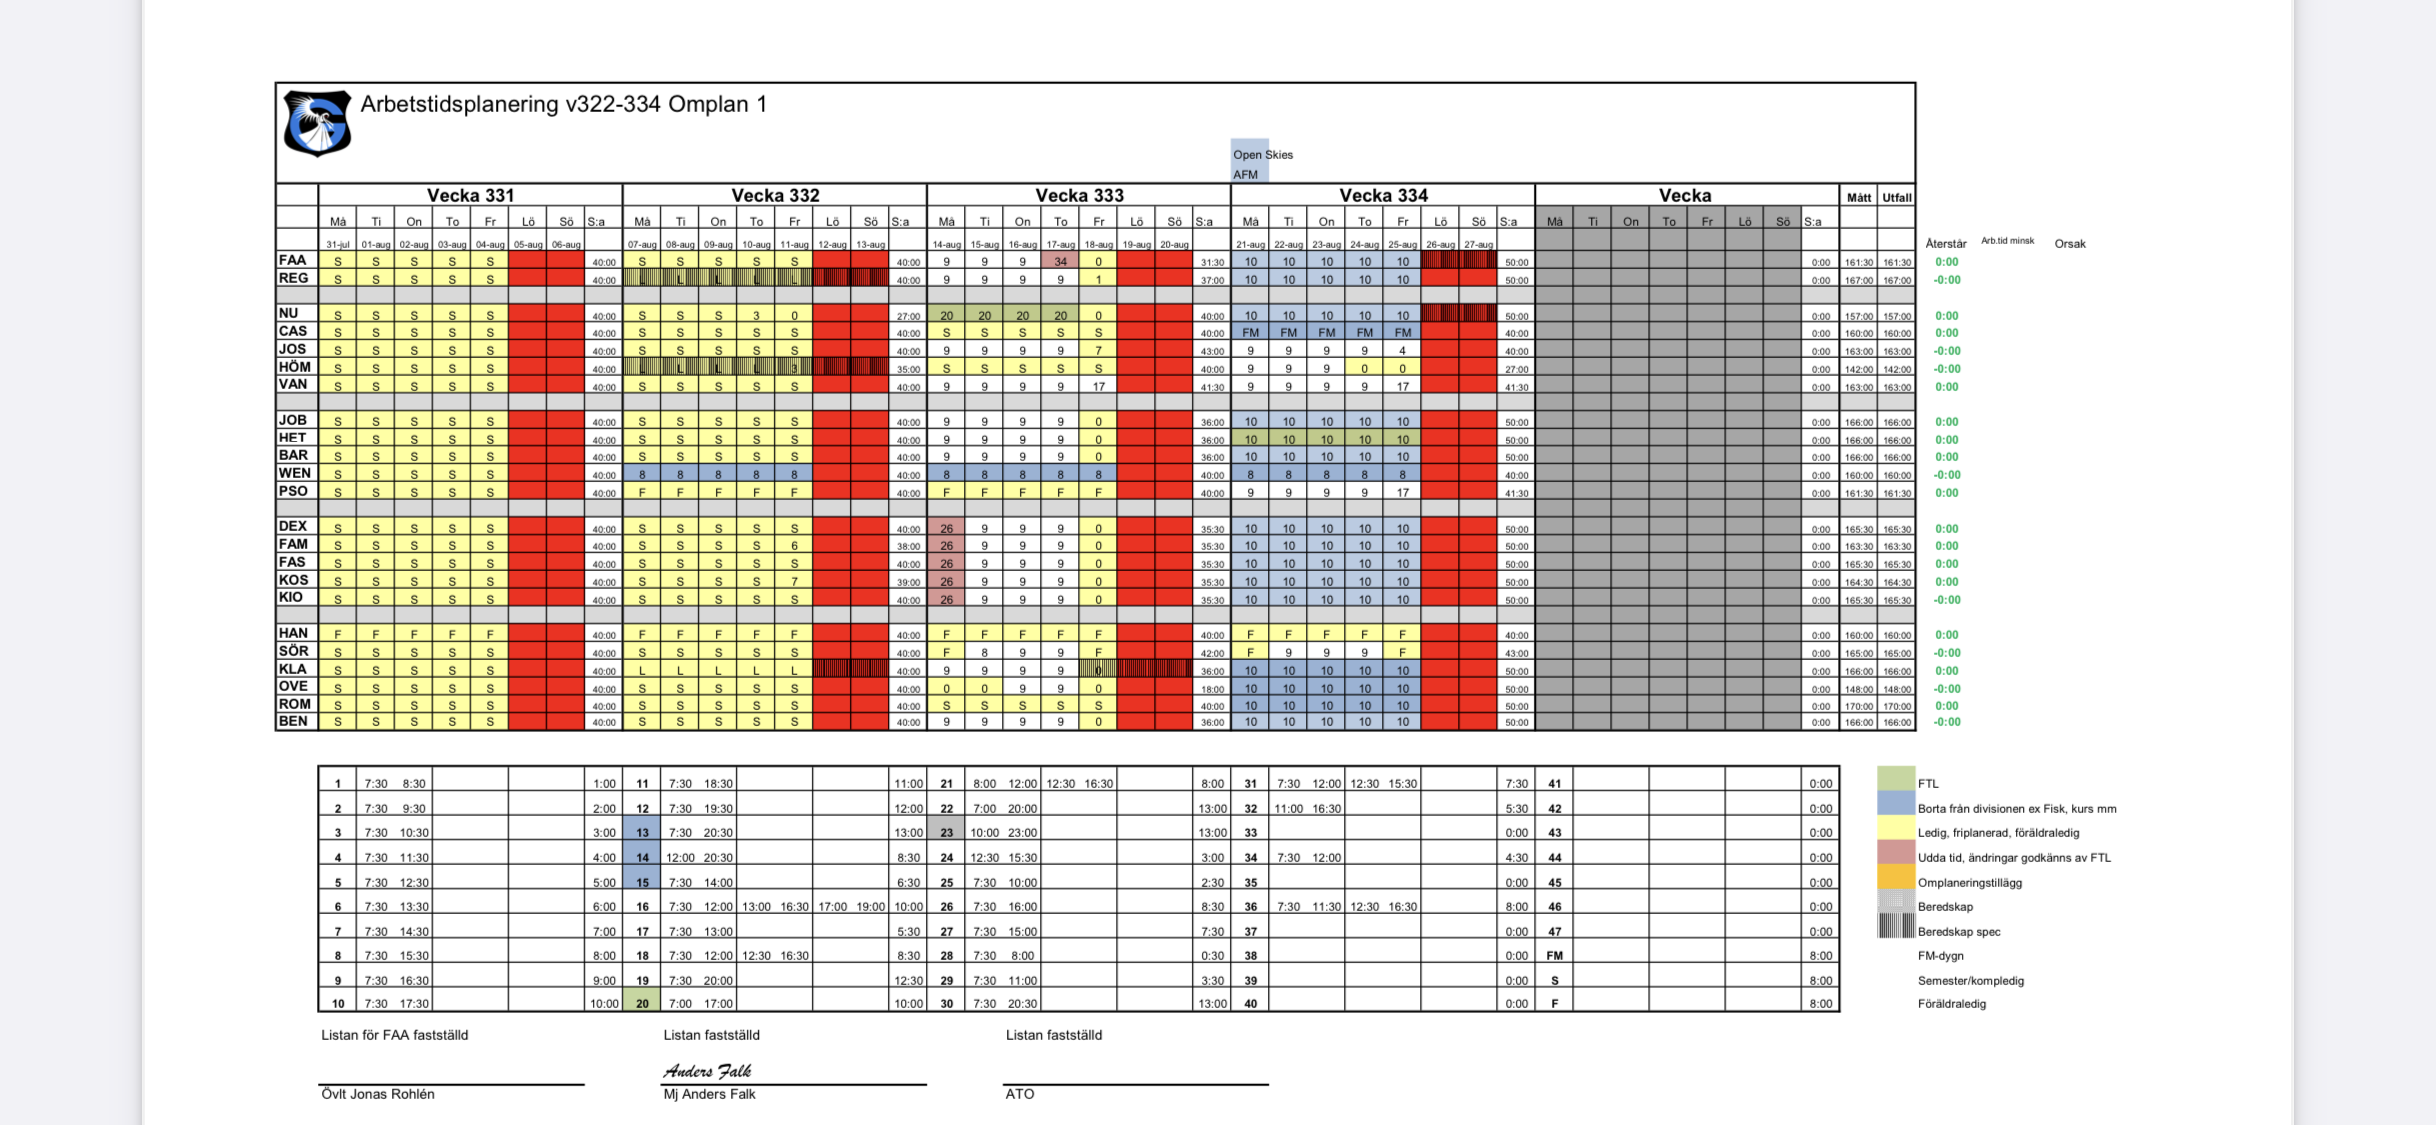 Arbetstidsplanering v322-334 Omplan 1
Open Skies
AFM
Vecka 331 Vecka 332 Vecka 333 Vecka 334 Vecka Mått Utfall
Må Ti On To Fr Lö Sö S:a Må Ti On To Fr Lö Sö S:a Må Ti On To Fr Lö Sö S:a Må Ti On To Fr Lö Sö S:a Må Ti On To Fr Lö Sö S:a
31-jul 01-aug 02-aug 03-aug 04-aug 05-aug 06-aug 07-aug 08-aug 09-aug 10-aug 11-aug 12-aug 13-aug 14-aug 15-aug 16-aug 17-aug 18-aug 19-aug 20-aug 21-aug 22-aug 23-aug 24-aug 25-aug 26-aug 27-aug Återstår Arb.tid minsk Orsak
FAA S S S S S 40:00 S S S S S 40:00 9 9 9 34 0 31:30 10 10 10 10 10 50:00 0:00 161:30 161:30 0:00
REG S S S S S 40:00 L L L L L 40:00 9 9 9 9 1 37:00 10 10 10 10 10 50:00 0:00 167:00 167:00 -0:00
NU S S S S S 40:00 S S S 3 0 27:00 20 20 20 20 0 40:00 10 10 10 10 10 50:00 0:00 157:00 157:00 0:00
CAS S S S S S 40:00 S S S S S 40:00 S S S S S 40:00 FM FM FM FM FM 40:00 0:00 160:00 160:00 0:00
JOS S S S S S 40:00 S S S S S 40:00 9 9 9 9 7 43:00 9 9 9 9 4 40:00 0:00 163:00 163:00 -0:00
HÖM S S S S S 40:00 L L L L 3 35:00 S S S S S 40:00 9 9 9 0 0 27:00 0:00 142:00 142:00 -0:00
VAN S S S S S 40:00 S S S S S 40:00 9 9 9 9 17 41:30 9 9 9 9 17 41:30 0:00 163:00 163:00 0:00
JOB S S S S S 40:00 S S S S S 40:00 9 9 9 9 0 36:00 10 10 10 10 10 50:00 0:00 166:00 166:00 0:00
HET S S S S S 40:00 S S S S S 40:00 9 9 9 9 0 36:00 10 10 10 10 10 50:00 0:00 166:00 166:00 0:00
BAR S S S S S 40:00 S S S S S 40:00 9 9 9 9 0 36:00 10 10 10 10 10 50:00 0:00 166:00 166:00 0:00
WEN S S S S S 40:00 8 8 8 8 8 40:00 8 8 8 8 8 40:00 8 8 8 8 8 40:00 0:00 160:00 160:00 -0:00
PSO S S S S S 40:00 F F F F F 40:00 F F F F F 40:00 9 9 9 9 17 41:30 0:00 161:30 161:30 0:00
DEX S S S S S 40:00 S S S S S 40:00 26 9 9 9 0 35:30 10 10 10 10 10 50:00 0:00 165:30 165:30 0:00
FAM S S S S S 40:00 S S S S 6 38:00 26 9 9 9 0 35:30 10 10 10 10 10 50:00 0:00 163:30 163:30 0:00
FAS S S S S S 40:00 S S S S S 40:00 26 9 9 9 0 35:30 10 10 10 10 10 50:00 0:00 165:30 165:30 0:00
KOS S S S S S 40:00 S S S S 7 39:00 26 9 9 9 0 35:30 10 10 10 10 10 50:00 0:00 164:30 164:30 0:00
KIO S S S S S 40:00 S S S S S 40:00 26 9 9 9 0 35:30 10 10 10 10 10 50:00 0:00 165:30 165:30 -0:00
HAN F F F F F 40:00 F F F F F 40:00 F F F F F 40:00 F F F F F 40:00 0:00 160:00 160:00 0:00
SÖR S S S S S 40:00 S S S S S 40:00 F 8 9 9 F 42:00 F 9 9 9 F 43:00 0:00 165:00 165:00 -0:00
KLA S S S S S 40:00 L L L L L 40:00 9 9 9 9 0 36:00 10 10 10 10 10 50:00 0:00 166:00 166:00 0:00
OVE S S S S S 40:00 S S S S S 40:00 0 0 9 9 0 18:00 10 10 10 10 10 50:00 0:00 148:00 148:00 -0:00
ROM S S S S S 40:00 S S S S S 40:00 S S S S S 40:00 10 10 10 10 10 50:00 0:00 170:00 170:00 0:00
BEN S S S S S 40:00 S S S S S 40:00 9 9 9 9 0 36:00 10 10 10 10 10 50:00 0:00 166:00 166:00 -0:00
1 7:30 8:30 1:00 11 7:30 18:30 11:00 21 8:00 12:00 12:30 16:30 8:00 31 7:30 12:00 12:30 15:30 7:30 41 0:00 FTL
2 7:30 9:30 2:00 12 7:30 19:30 12:00 22 7:00 20:00 13:00 32 11:00 16:30 5:30 42 0:00 Borta från divisionen ex Fisk, kurs mm
3 7:30 10:30 3:00 13 7:30 20:30 13:00 23 10:00 23:00 13:00 33 0:00 43 0:00 Ledig, friplanerad, föräldraledig
4 7:30 11:30 4:00 14 12:00 20:30 8:30 24 12:30 15:30 3:00 34 7:30 12:00 4:30 44 0:00 Udda tid, ändringar godkänns av FTL
5 7:30 12:30 5:00 15 7:30 14:00 6:30 25 7:30 10:00 2:30 35 0:00 45 0:00 Omplaneringstillägg
6 7:30 13:30 6:00 16 7:30 12:00 13:00 16:30 17:00 19:00 10:00 26 7:30 16:00 8:30 36 7:30 11:30 12:30 16:30 8:00 46 0:00 Beredskap
7 7:30 14:30 7:00 17 7:30 13:00 5:30 27 7:30 15:00 7:30 37 0:00 47 0:00 Beredskap spec
8 7:30 15:30 8:00 18 7:30 12:00 12:30 16:30 8:30 28 7:30 8:00 0:30 38 0:00 FM 8:00 FM-dygn
9 7:30 16:30 9:00 19 7:30 20:00 12:30 29 7:30 11:00 3:30 39 0:00 S 8:00 Semester/kompledig
10 7:30 17:30 10:00 20 7:00 17:00 10:00 30 7:30 20:30 13:00 40 0:00 F 8:00 Föräldraledig
Listan för FAA fastställd Listan fastställd Listan fastställd
Anders Falk
Övlt Jonas Rohlén Mj Anders Falk ATO